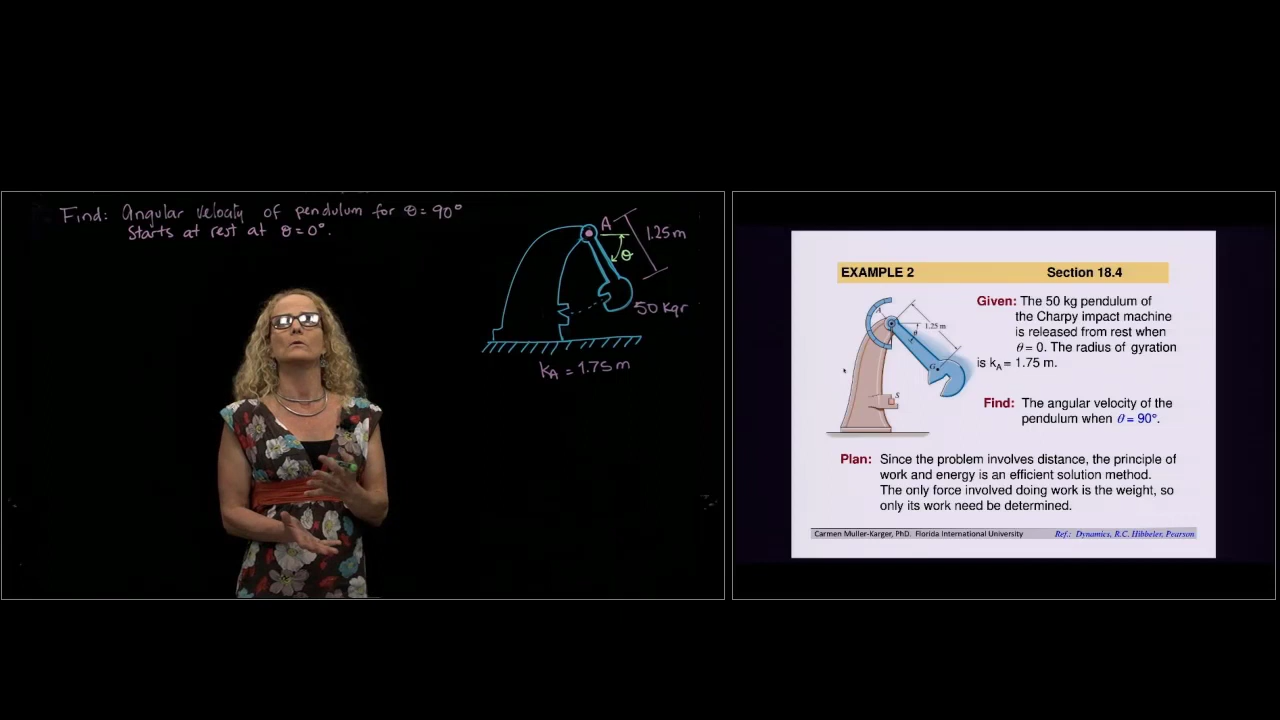 Find: Angular velocity of pendulum for θ = 90°
Starts at rest at θ = 0°.
A
1.25 m
θ
50 Kgr
kA = 1.75 m
EXAMPLE 2 Section 18.4
Given: The 50 kg pendulum of
the Charpy impact machine
is released from rest when
θ = 0. The radius of gyration
is kA = 1.75 m.
A
1.25 m
θ
G
S
Find: The angular velocity of the
pendulum when θ = 90°.
Plan: Since the problem involves distance, the principle of
work and energy is an efficient solution method.
The only force involved doing work is the weight, so
only its work need be determined.
Carmen Muller-Karger, PhD. Florida International University Ref.: Dynamics, R.C. Hibbeler, Pearson